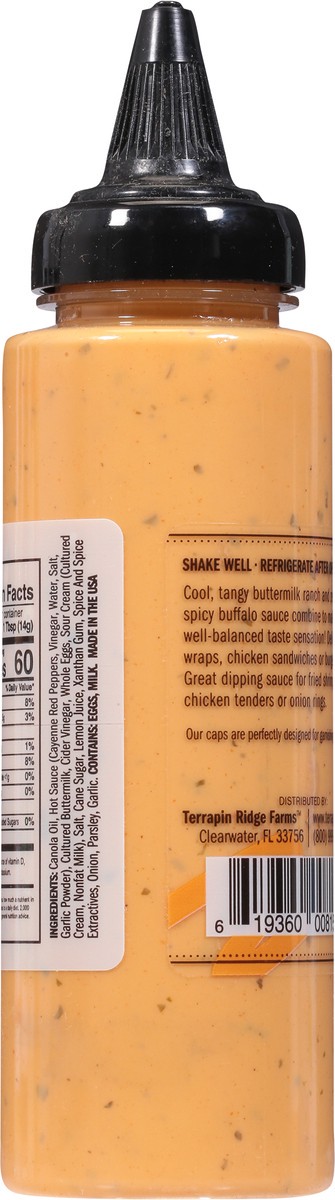 n Facts
container
Tbsp (14g)
60
% Daily Value*
8%
3%
1%
8%
0%
0%
ed Sugars 0%
INGREDIENTS: Canola Oil, Hot Sauce (Cayenne Red Peppers, Vinegar, Water, Salt,
Garlic Powder), Cultured Buttermilk, Cider Vinegar, Whole Eggs, Sour Cream (Cultured
Cream, Nonfat Milk), Salt, Cane Sugar, Lemon Juice, Xanthan Gum, Spice And Spice
Extractives, Onion, Parsley, Garlic. CONTAINS: EGGS, MILK. MADE IN THE USA
SHAKE WELL · REFRIGERATE AFTER
Cool, tangy buttermilk ranch and
spicy buffalo sauce combine to
well-balanced taste sensation!
wraps, chicken sandwiches or
Great dipping sauce for fried
chicken tenders or onion rings.
Our caps are perfectly designed for
DISTRIBUTED BY:
Terrapin Ridge Farms™
Clearwater, FL 33756 (800)
6 19360 008